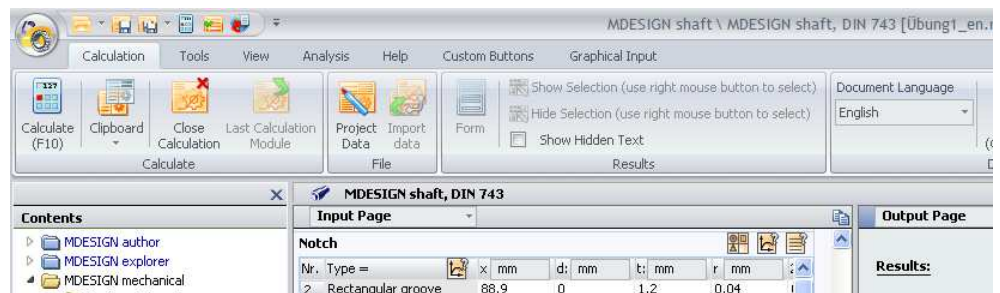 MDESIGN shaft \ MDESIGN shaft, DIN 743 [Übung1_en.
Calculation Tools View Analysis Help Custom Buttons Graphical Input
127
Calculate (F10)
Clipboard
Close Calculation
Last Calculation Module
Calculate
Project Data
Import data
File
Form
Show Selection (use right mouse button to select)
Hide Selection (use right mouse button to select)
Show Hidden Text
Results
Document Language
English
MDESIGN shaft, DIN 743
Contents
Input Page
Output Page
MDESIGN author
MDESIGN explorer
MDESIGN mechanical
Notch
Nr. Type = x mm d: mm t: mm r mm
2 Rectangular groove 88.9 0 1.2 0.04
Results: